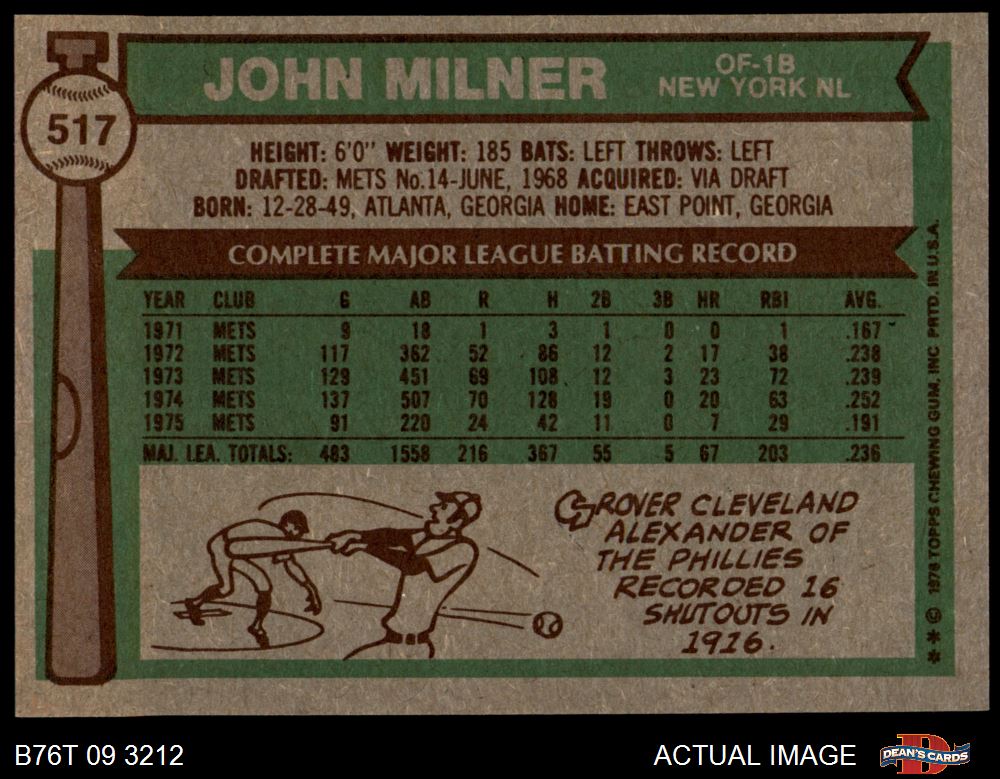 517
JOHN MILNER
OF-1B
NEW YORK NL
HEIGHT: 6'0" WEIGHT: 185 BATS: LEFT THROWS: LEFT
DRAFTED: METS No.14-JUNE, 1968 ACQUIRED: VIA DRAFT
BORN: 12-28-49, ATLANTA, GEORGIA HOME: EAST POINT, GEORGIA
COMPLETE MAJOR LEAGUE BATTING RECORD
YEAR CLUB G AB R H 2B 3B HR RBI AVG.
1971 METS 9 18 1 3 1 0 0 1 .167
1972 METS 117 362 52 86 12 2 17 38 .238
1973 METS 129 451 69 108 12 3 23 72 .239
1974 METS 137 507 70 128 19 0 20 63 .252
1975 METS 91 220 24 42 11 0 7 29 .191
MAJ. LEA. TOTALS: 483 1558 216 367 55 5 67 203 .236
GROVER CLEVELAND
ALEXANDER OF
THE PHILLIES
RECORDED 16
SHUTOUTS IN
1916.
** © 1976 TOPPS CHEWING GUM, INC PRTD. IN U.S.A.
B76T 09 3212
ACTUAL IMAGE
DEAN'S CARDS